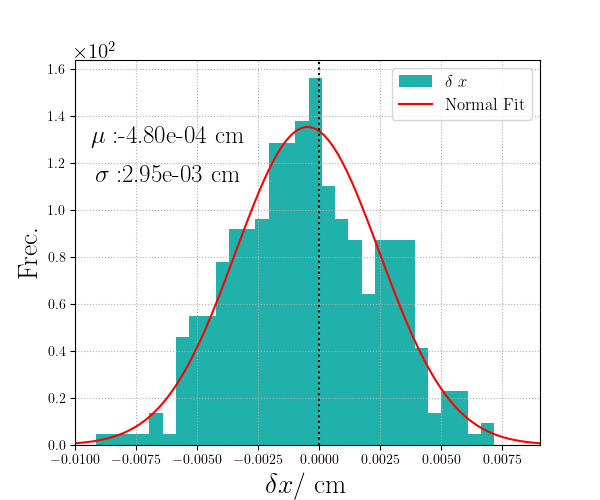 ×10²
1.6
1.4
1.2
1.0
0.8
0.6
0.4
0.2
0.0
Frec.
μ :-4.80e-04 cm
σ :2.95e-03 cm
δ x
Normal Fit
−0.0100 −0.0075 −0.0050 −0.0025 0.0000 0.0025 0.0050 0.0075
δx/ cm